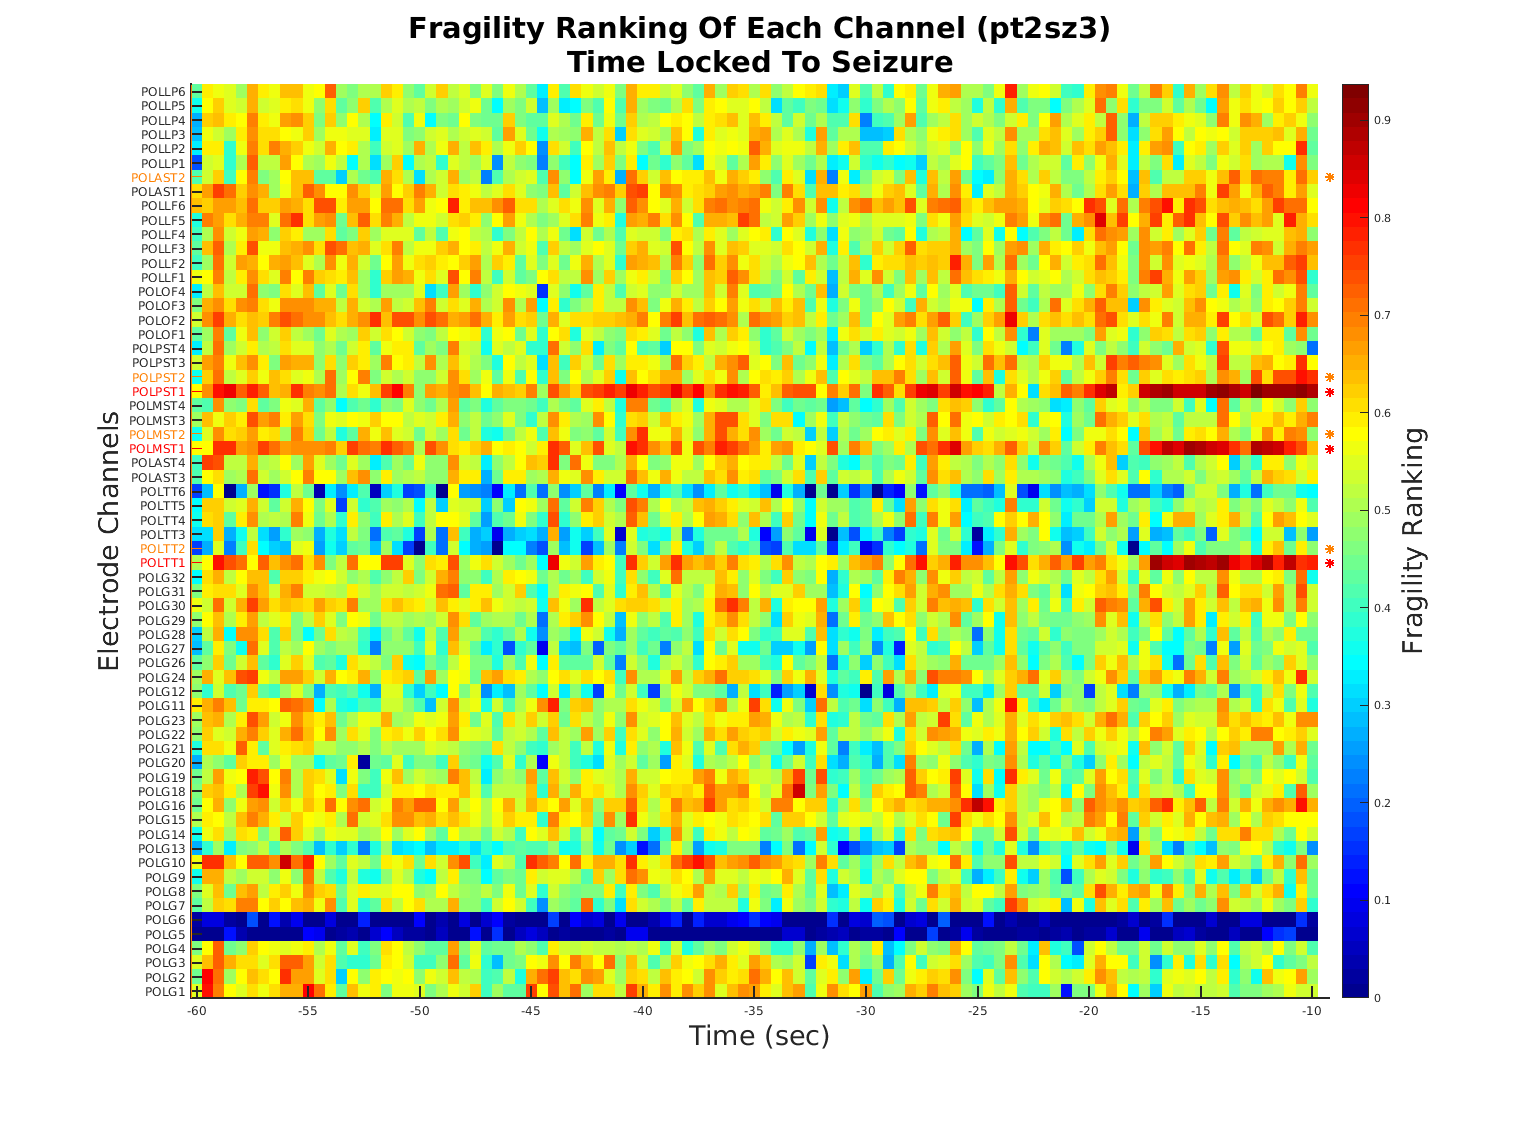 Fragility Ranking Of Each Channel (pt2sz3)
Time Locked To Seizure
Electrode Channels
POLLP6
POLLP5
POLLP4
POLLP3
POLLP2
POLLP1
POLAST2
POLAST1
POLLF6
POLLF5
POLLF4
POLLF3
POLLF2
POLLF1
POLOF4
POLOF3
POLOF2
POLOF1
POLPST4
POLPST3
POLPST2
POLPST1
POLMST4
POLMST3
POLMST2
POLMST1
POLAST4
POLAST3
POLTT6
POLTT5
POLTT4
POLTT3
POLTT2
POLTT1
POLG32
POLG31
POLG30
POLG29
POLG28
POLG27
POLG26
POLG24
POLG12
POLG11
POLG23
POLG22
POLG21
POLG20
POLG19
POLG18
POLG16
POLG15
POLG14
POLG13
POLG10
POLG9
POLG8
POLG7
POLG6
POLG5
POLG4
POLG3
POLG2
POLG1
-60 -55 -50 -45 -40 -35 -30 -25 -20 -15 -10
Time (sec)
0.9
0.8
0.7
0.6
0.5
0.4
0.3
0.2
0.1
0
Fragility Ranking